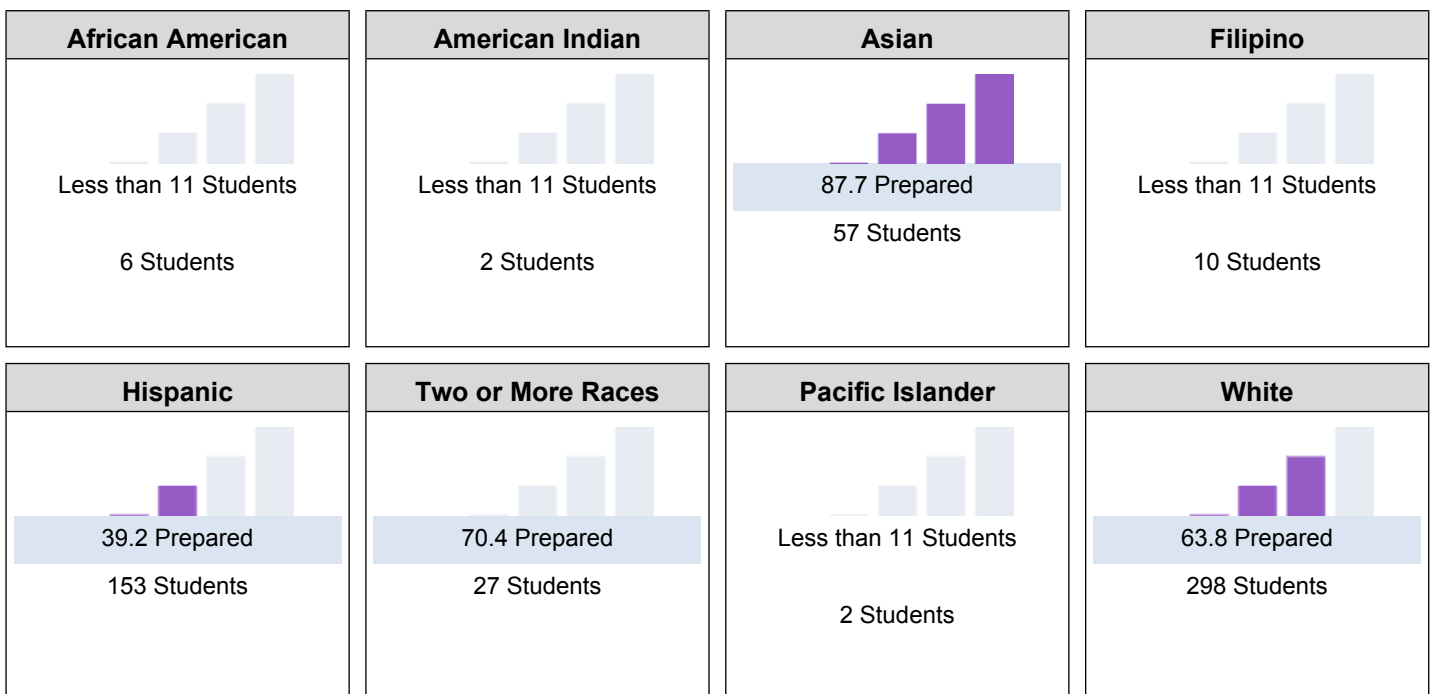 African American
Less than 11 Students
6 Students
American Indian
Less than 11 Students
2 Students
Asian
87.7 Prepared
57 Students
Filipino
Less than 11 Students
10 Students
Hispanic
39.2 Prepared
153 Students
Two or More Races
70.4 Prepared
27 Students
Pacific Islander
Less than 11 Students
2 Students
White
63.8 Prepared
298 Students